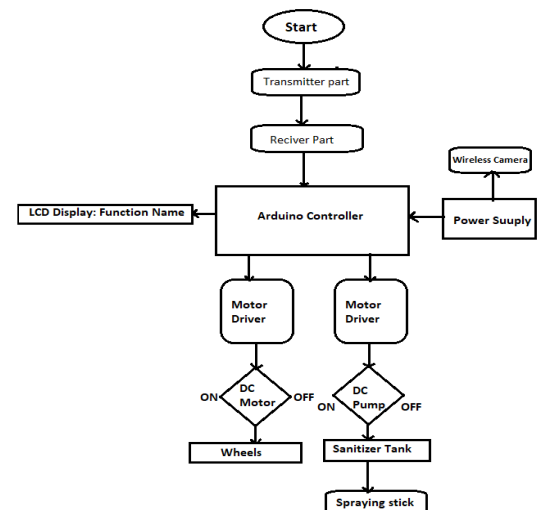 Start
Transmitter part
Reciver Part
Wireless Camera
LCD Display: Function Name
Arduino Controller
Power Suuply
Motor
Driver
Motor
Driver
ON
DC
Motor
OFF
ON
DC
Pump
OFF
Wheels
Sanitizer Tank
Spraying stick